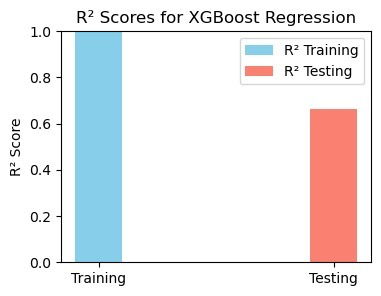 R² Scores for XGBoost Regression
R² Score
1.0
0.8
0.6
0.4
0.2
0.0
R² Training
R² Testing
Training
Testing